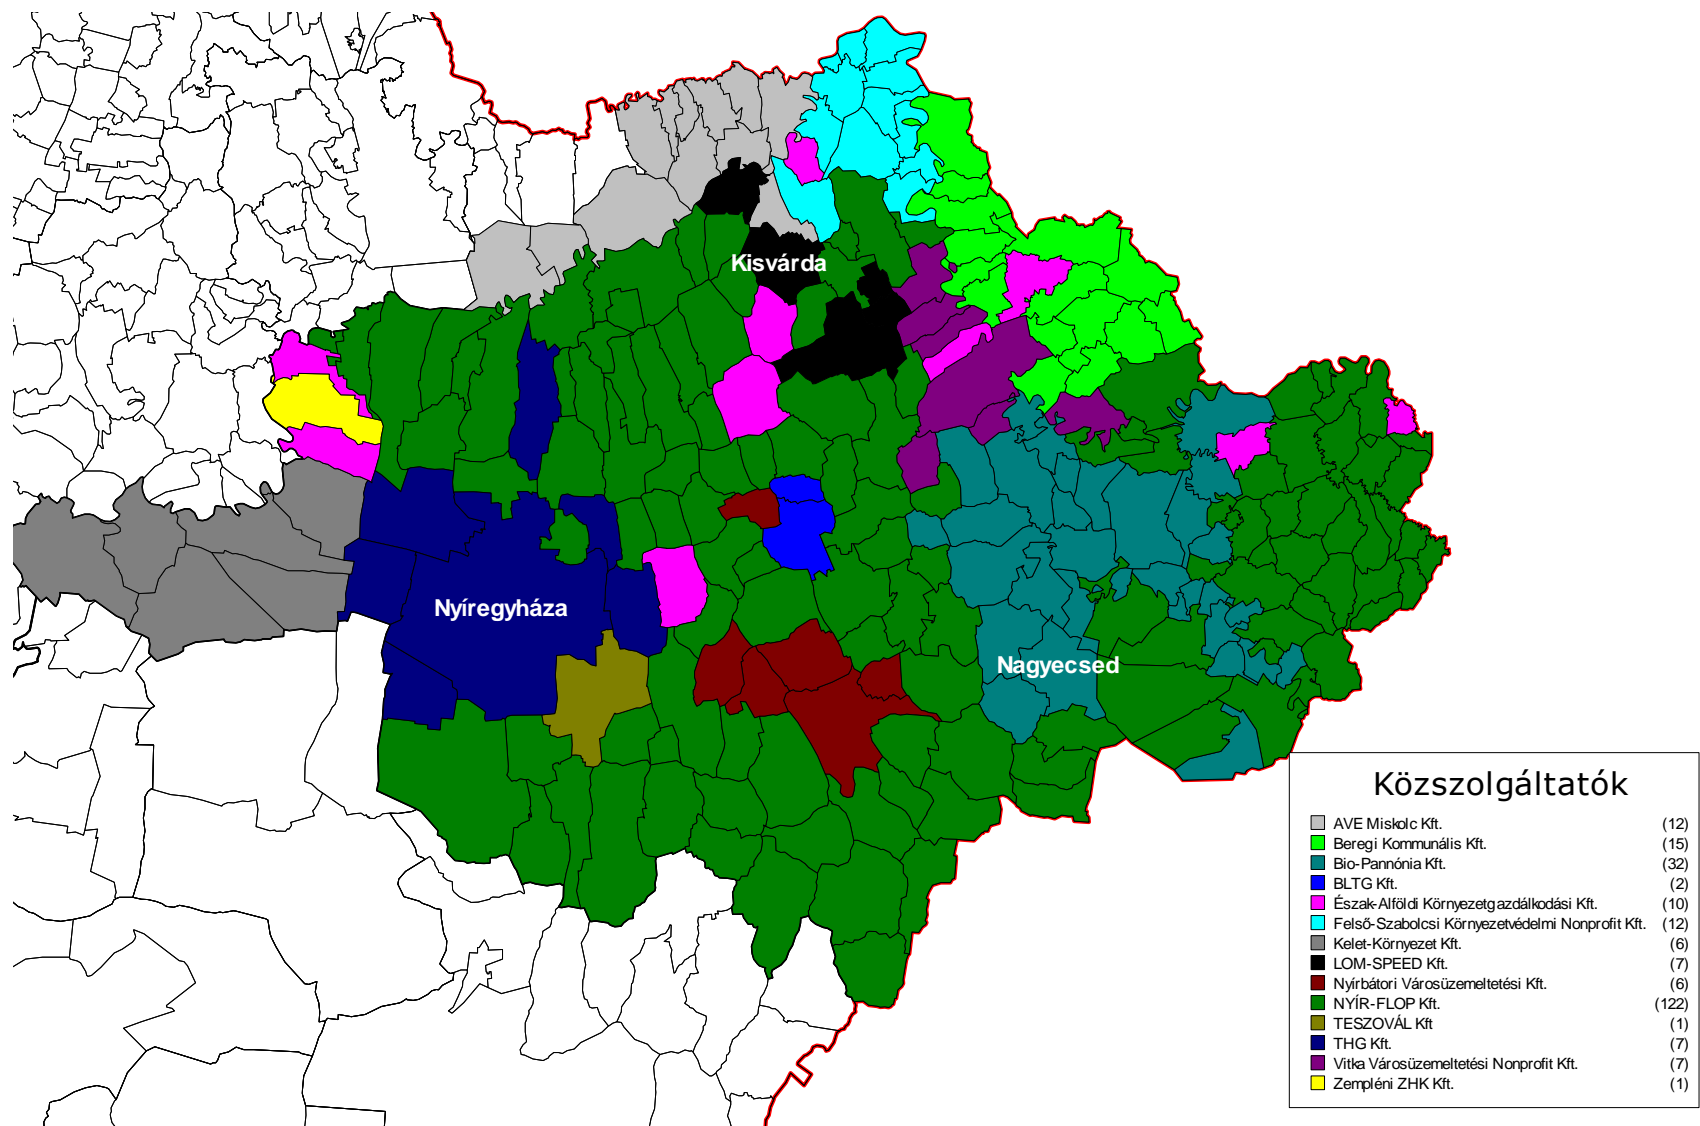 Kisvárda
Nyíregyháza
Nagyecsed
Közszolgáltatók
AVE Miskolc Kft. (12)
Beregi Kommunális Kft. (15)
Bio-Pannónia Kft. (32)
BLTG Kft. (2)
Észak-Alföldi Környezetgazdálkodási Kft. (10)
Felső-Szabolcsi Környezetvédelmi Nonprofit Kft. (12)
Kelet-Környezet Kft. (6)
LOM-SPEED Kft. (7)
Nyírbátori Városüzemeltetési Kft. (6)
NYÍR-FLOP Kft. (122)
TESZOVÁL Kft (1)
THG Kft. (7)
Vitka Városüzemeltetési Nonprofit Kft. (7)
Zempléni ZHK Kft. (1)